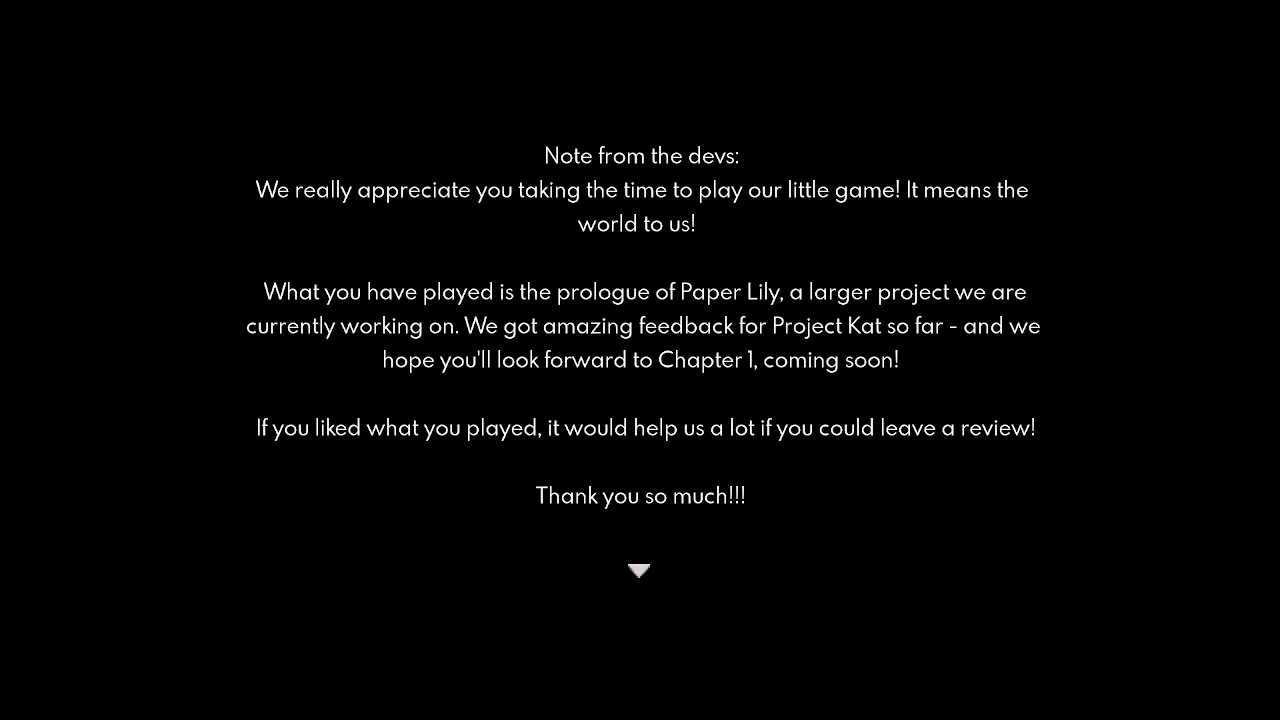 Note from the devs:
We really appreciate you taking the time to play our little game! It means the
world to us!
What you have played is the prologue of Paper Lily, a larger project we are
currently working on. We got amazing feedback for Project Kat so far - and we
hope you'll look forward to Chapter 1, coming soon!
If you liked what you played, it would help us a lot if you could leave a review!
Thank you so much!!!